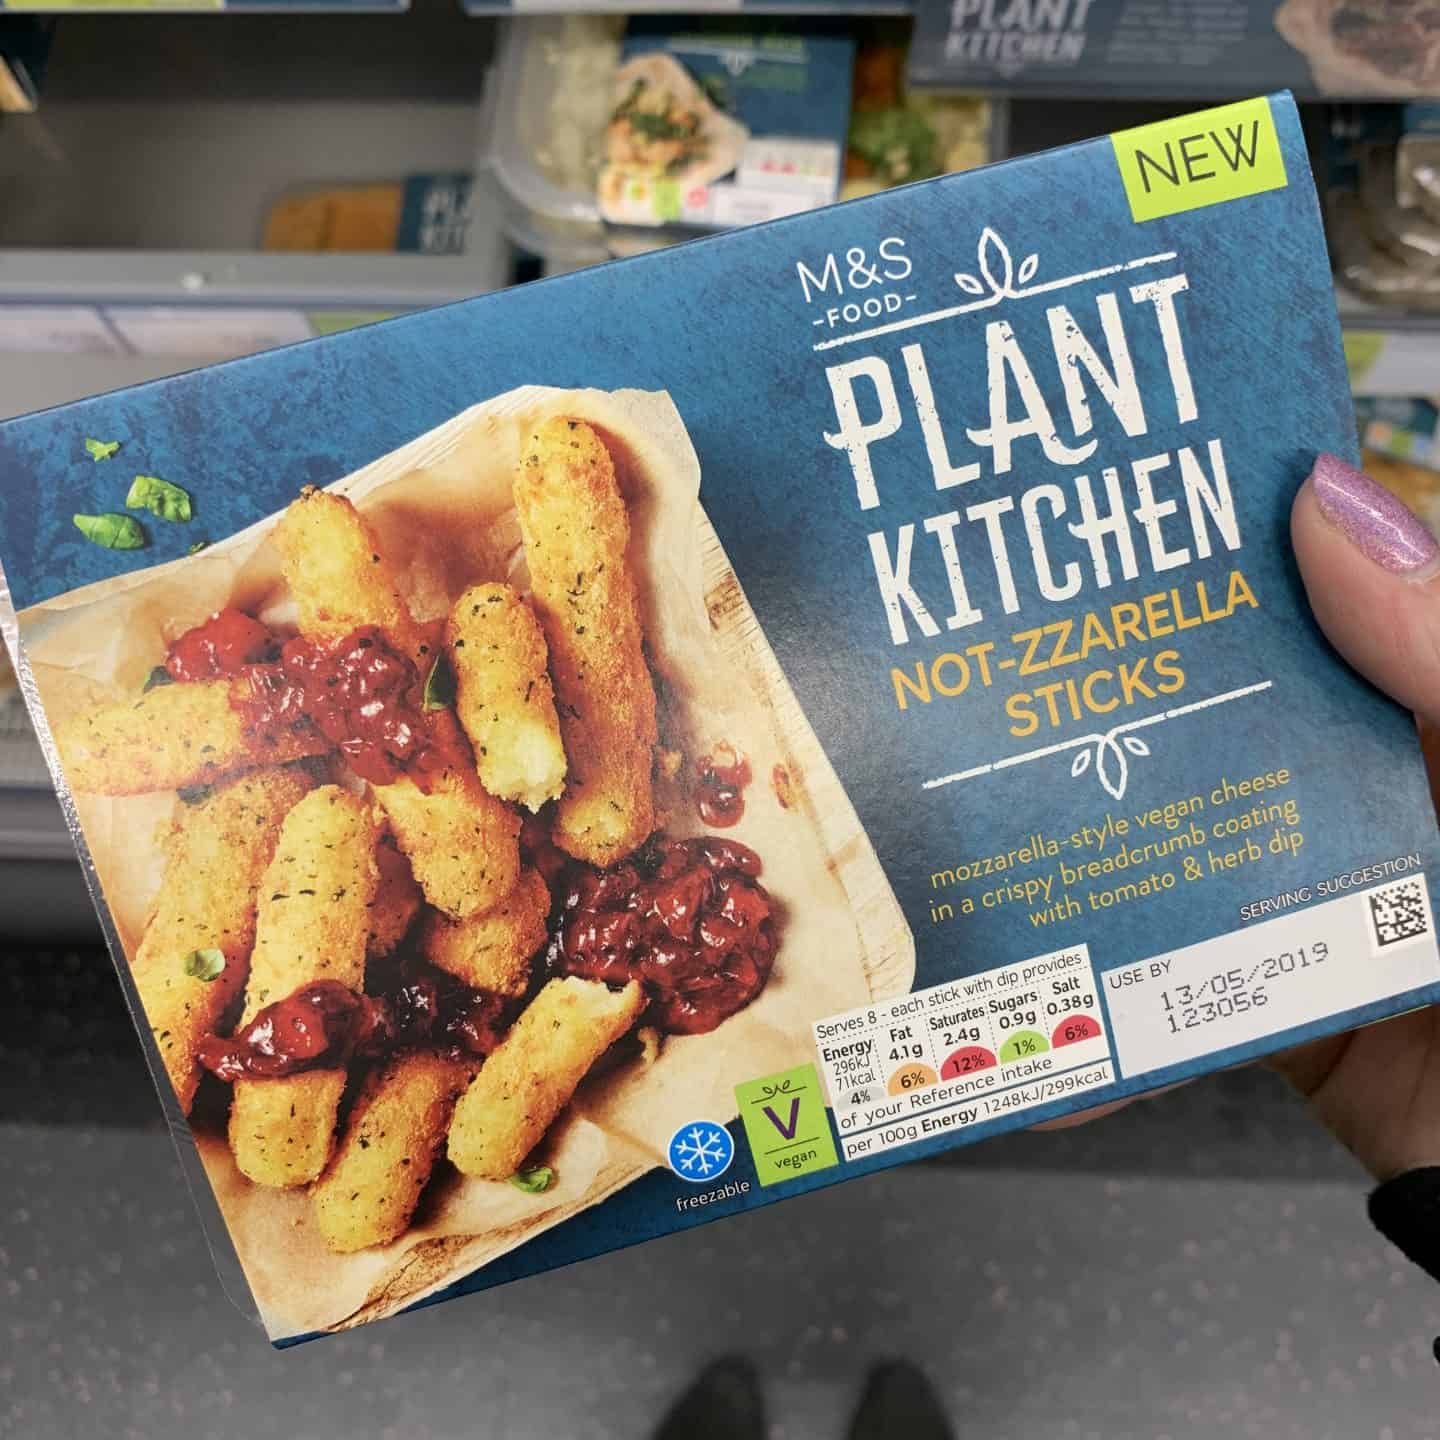 PLANT
KITCHEN
NEW
M&S
-FOOD-
PLANT
KITCHEN
NOT-ZZARELLA
STICKS
mozzarella-style vegan cheese
in a crispy breadcrumb coating
with tomato & herb dip
SERVING SUGGESTION
USE BY
13/05/2019
123056
Serves 8 - each stick with dip provides
Energy Fat Saturates Sugars Salt
296kJ 4.1g 2.4g 0.9g 0.38g
71kcal
4% 6% 12% 1% 6%
of your Reference intake
per 100g Energy 1248kJ/299kcal
V
vegan
freezable